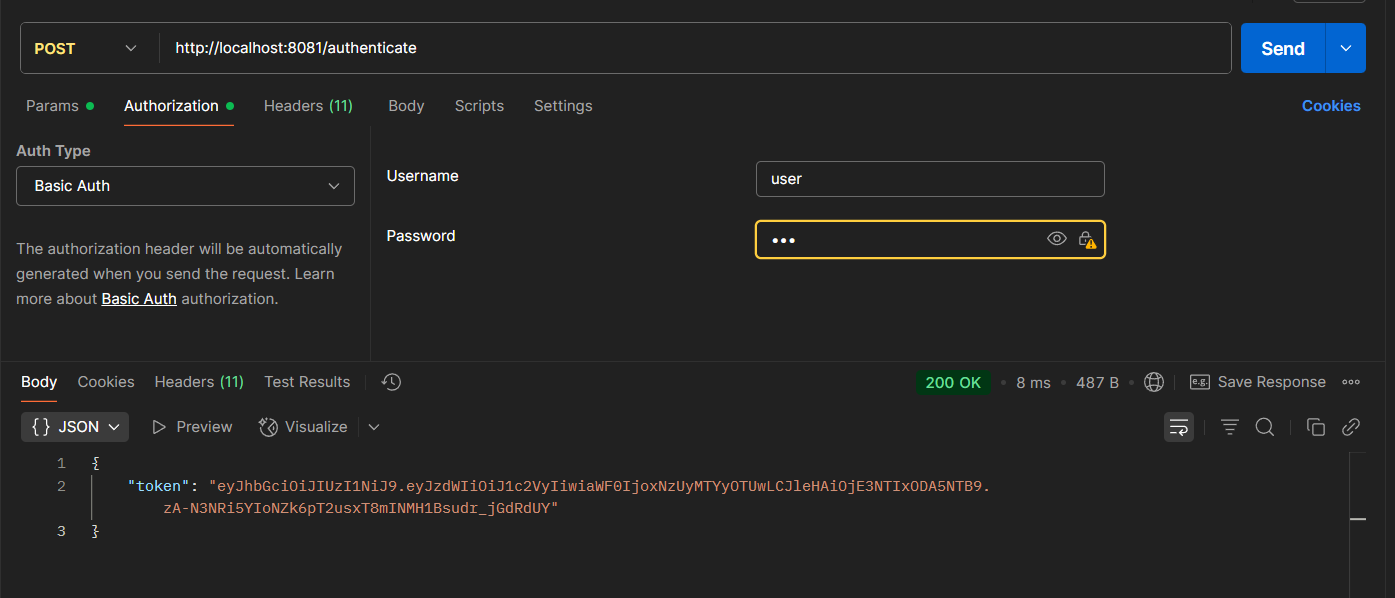 POST http://localhost:8081/authenticate Send
Params Authorization Headers (11) Body Scripts Settings Cookies
Auth Type
Basic Auth
The authorization header will be automatically
generated when you send the request. Learn
more about Basic Auth authorization.
Username user
Password •••
Body Cookies Headers (11) Test Results 200 OK • 8 ms • 487 B • e.g. Save Response
{} JSON Preview Visualize
1 {
2 "token": "eyJhbGciOiJIUzI1NiJ9.eyJzdWIiOiJ1c2VyIiwiaWF0IjoxNzUyMTYyOTUwLCJleHAiOjE3NTIxODA5NTB9.
zA-N3NRi5YIoNZk6pT2usxT8mINMH1Bsudr_jGdRdUY"
3 }